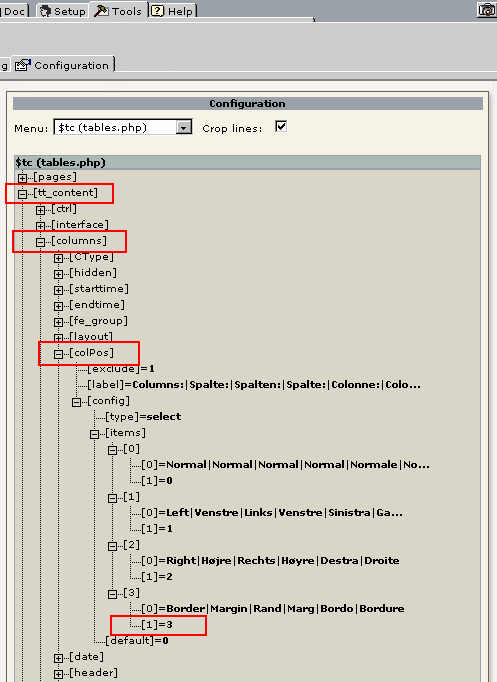 Doc Setup Tools Help
g Configuration
Configuration
Menu: $tc (tables.php) Crop lines:
$tc (tables.php)
[pages]
[tt_content]
[ctrl]
[interface]
[columns]
[CType]
[hidden]
[starttime]
[endtime]
[fe_group]
[layout]
[colPos]
[exclude]=1
[label]=Columns:|Spalte:|Spalten:|Spalte:|Colonne:|Colo...
[config]
[type]=select
[items]
[0]
[0]=Normal|Normal|Normal|Normal|Normale|No...
[1]=0
[1]
[0]=Left|Venstre|Links|Venstre|Sinistra|Ga...
[1]=1
[2]
[0]=Right|Højre|Rechts|Høyre|Destra|Droite
[1]=2
[3]
[0]=Border|Margin|Rand|Marg|Bordo|Bordure
[1]=3
[default]=0
[date]
[header]